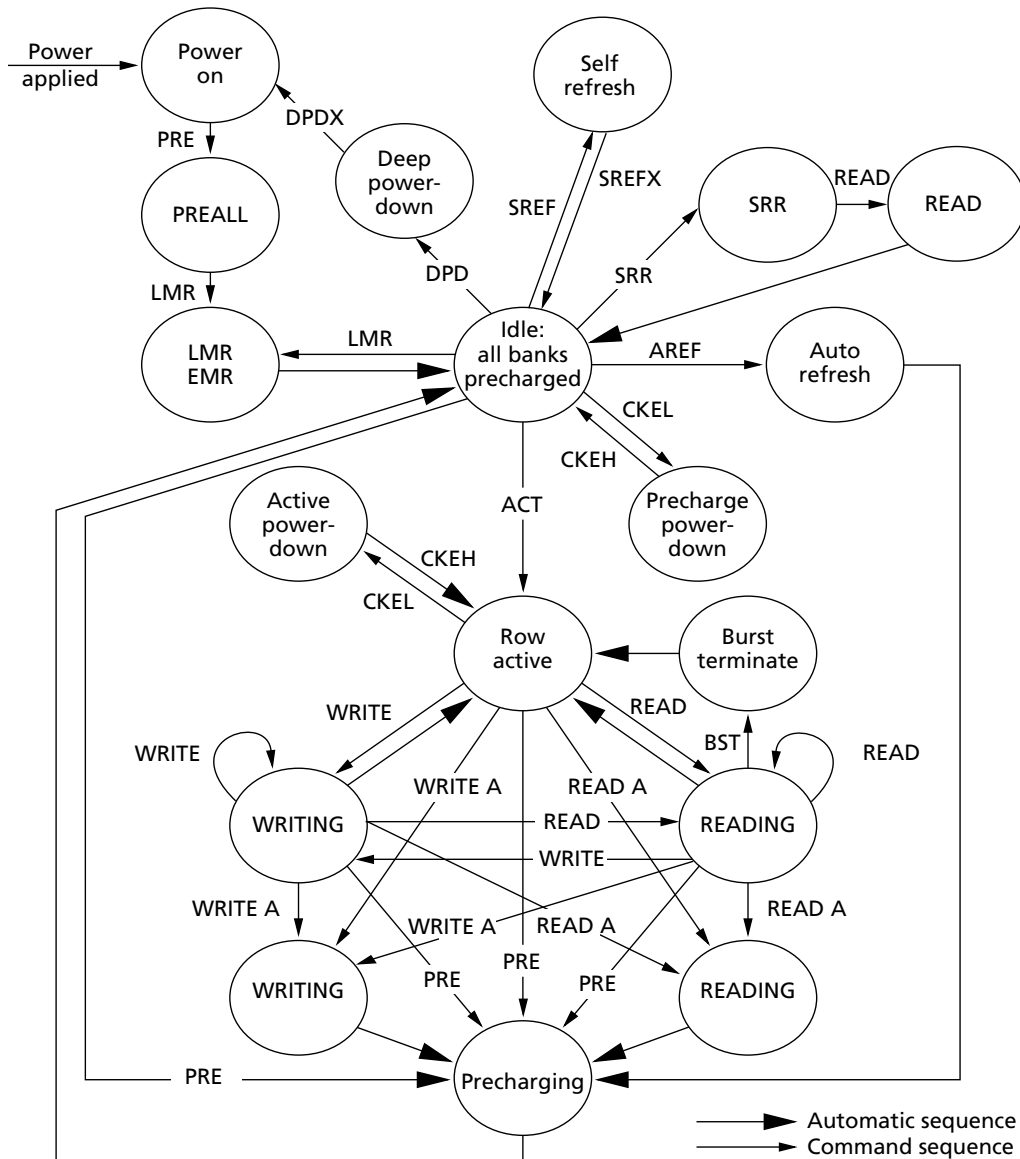 Power
applied
Power
on
Self
refresh
DPDX
PRE
Deep
power-
down
SREFX
READ
SRR
READ
PREALL
SREF
DPD
SRR
LMR
LMR
EMR
LMR
Idle:
all banks
precharged
AREF
Auto
refresh
CKEL
CKEH
Active
power-
down
ACT
Precharge
power-
down
CKEH
CKEL
Row
active
Burst
terminate
WRITE
READ
WRITE
BST
READ
WRITE A
READ A
WRITING
READ
READING
WRITE
WRITE A
WRITE A
READ A
READ A
WRITING
PRE
PRE
PRE
READING
PRE
Precharging
Automatic sequence
Command sequence